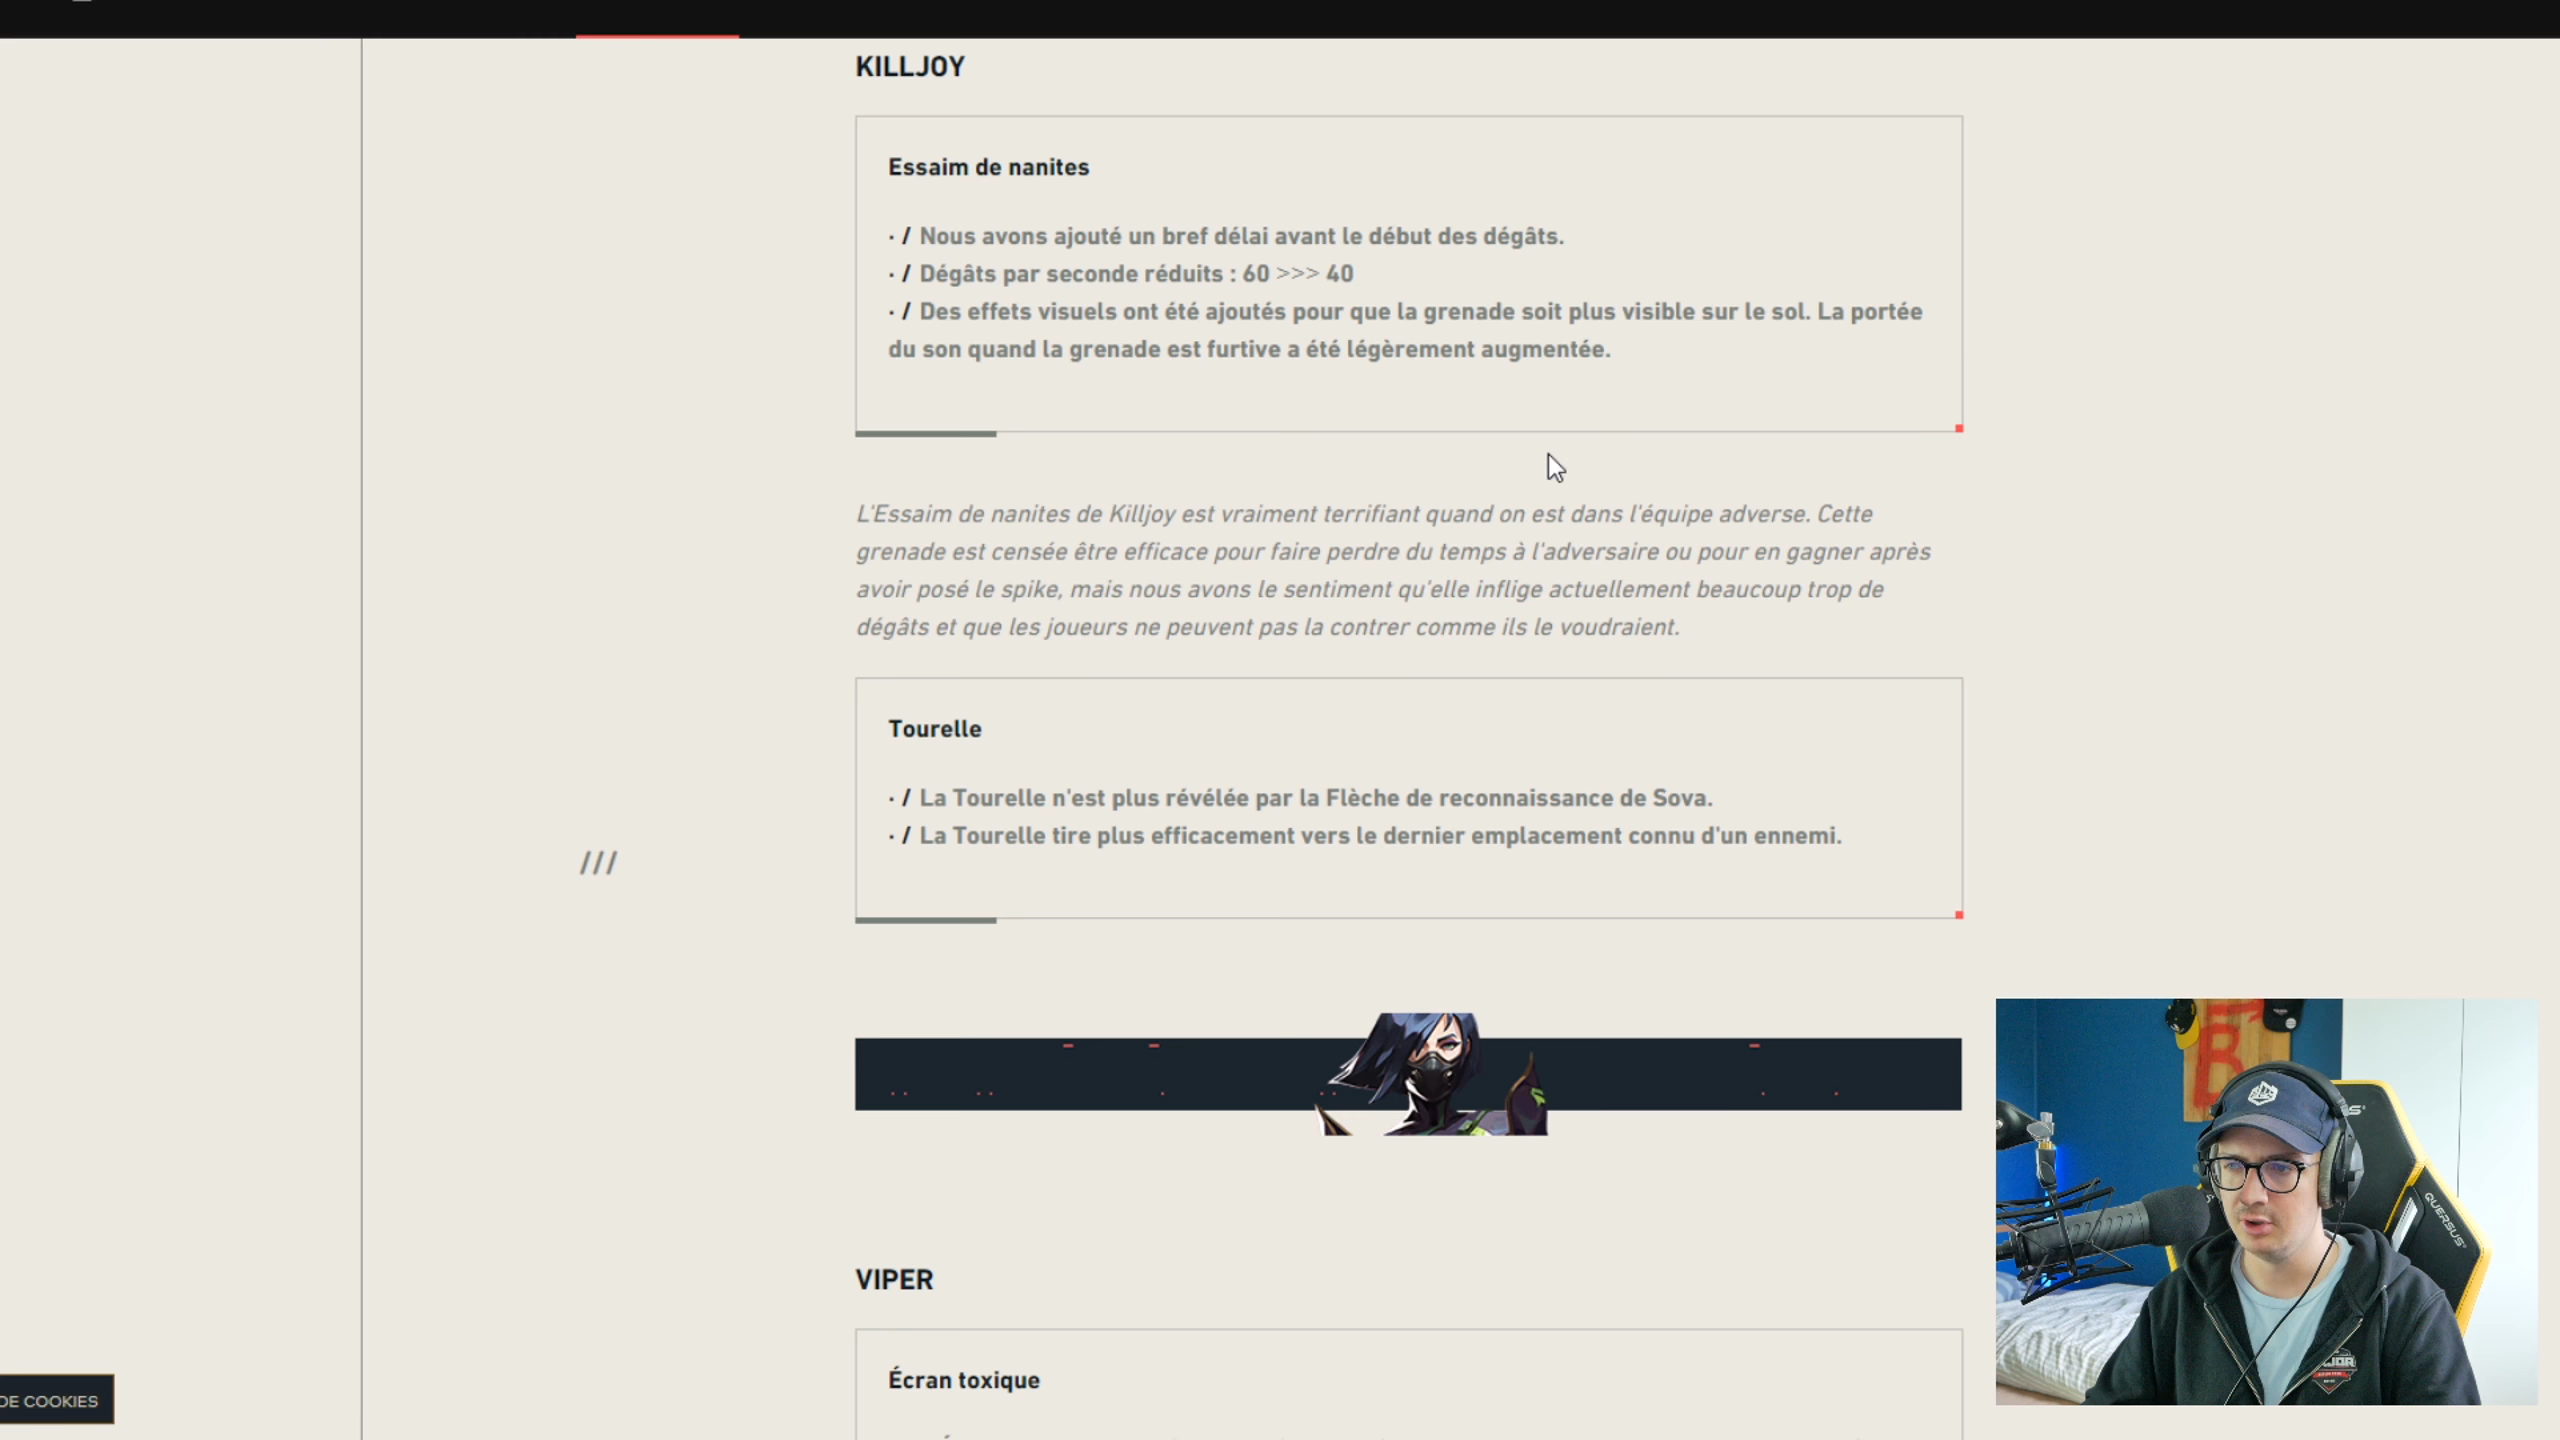 KILLJOY
Essaim de nanites
· / Nous avons ajouté un bref délai avant le début des dégâts.
· / Dégâts par seconde réduits : 60 >>> 40
· / Des effets visuels ont été ajoutés pour que la grenade soit plus visible sur le sol. La portée
du son quand la grenade est furtive a été légèrement augmentée.
L'Essaim de nanites de Killjoy est vraiment terrifiant quand on est dans l'équipe adverse. Cette
grenade est censée être efficace pour faire perdre du temps à l'adversaire ou pour en gagner après
avoir posé le spike, mais nous avons le sentiment qu'elle inflige actuellement beaucoup trop de
dégâts et que les joueurs ne peuvent pas la contrer comme ils le voudraient.
Tourelle
· / La Tourelle n'est plus révélée par la Flèche de reconnaissance de Sova.
· / La Tourelle tire plus efficacement vers le dernier emplacement connu d'un ennemi.
///
VIPER
Écran toxique
DE COOKIES
B
QUERSUS